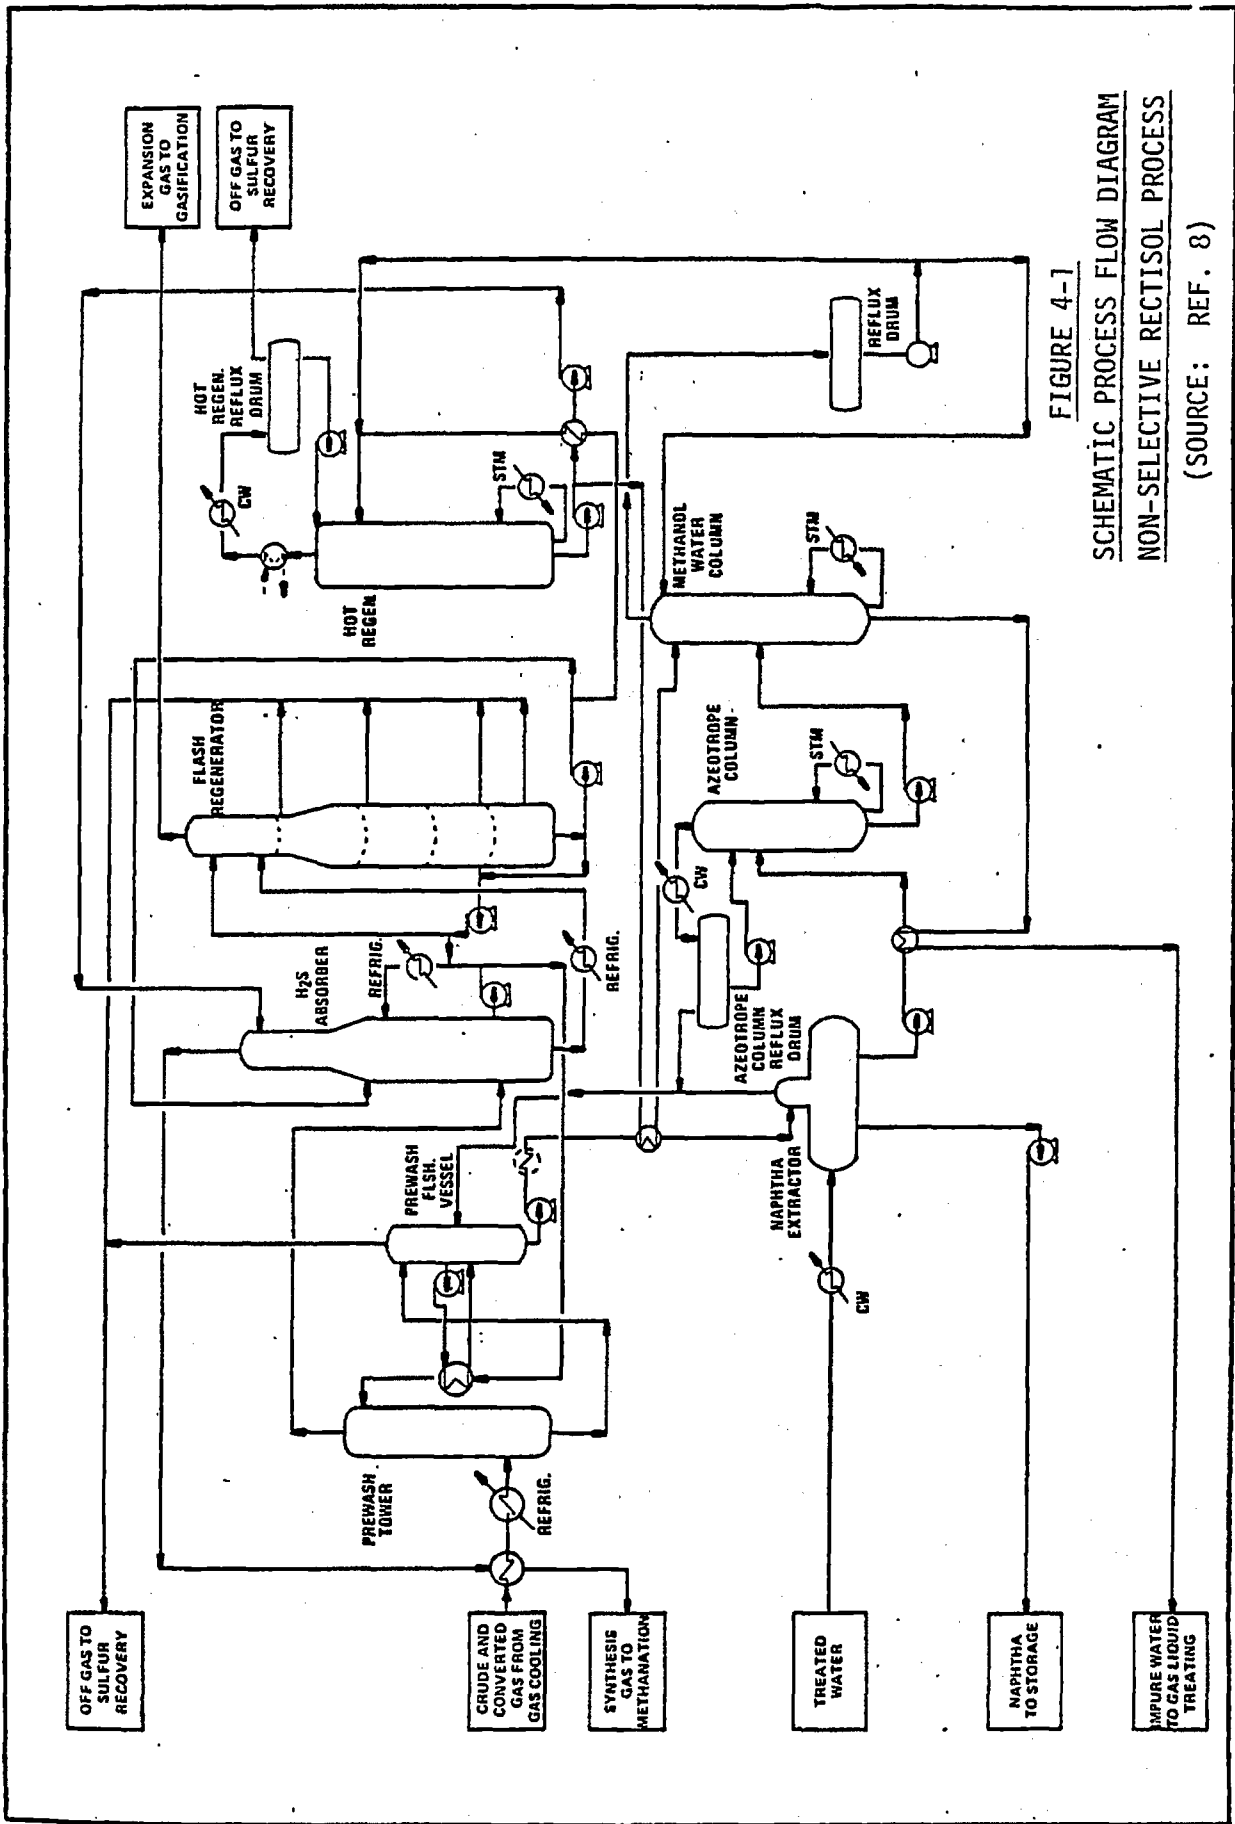 EXPANSION
GAS TO
GASIFICATION
OFF GAS TO
SULFUR
RECOVERY
HOT
REGEN.
REFLUX
DRUM
CW
STM
HOT
REGEN
FLASH
REGENERATOR
H2S
ABSORBER
REFRIG.
REFRIG.
PREWASH
FLSH.
VESSEL
PREWASH
TOWER
REFRIG.
OFF GAS TO
SULFUR
RECOVERY
CRUDE AND
CONVERTED
GAS FROM
GAS COOLING
SYNTHESIS
GAS TO
METHANATION
TREATED
WATER
NAPHTHA
TO STORAGE
IMPURE WATER
TO GAS LIQUID
TREATING
CW
NAPHTHA
EXTRACTOR
AZEOTROPE
COLUMN
REFLUX
DRUM
CW
AZEOTROPE
COLUMN
STM
METHANOL
WATER
COLUMN
STM
REFLUX
DRUM
FIGURE 4-1
SCHEMATIC PROCESS FLOW DIAGRAM
NON-SELECTIVE RECTISOL PROCESS
(SOURCE: REF. 8)